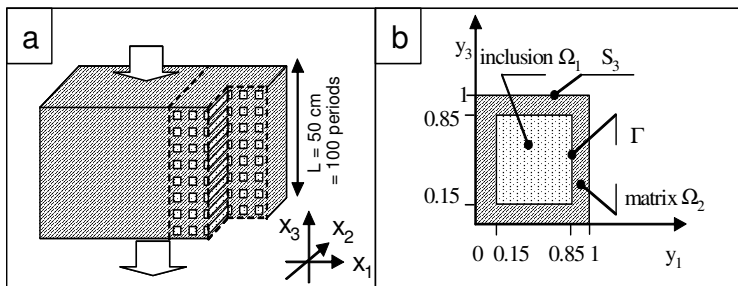 a
L = 50 cm
= 100 periods
X3
X2
X1
b
y3
inclusion Ω1
S3
1
0.85
Γ
0.15
matrix Ω2
0 0.15 0.85 1
y1